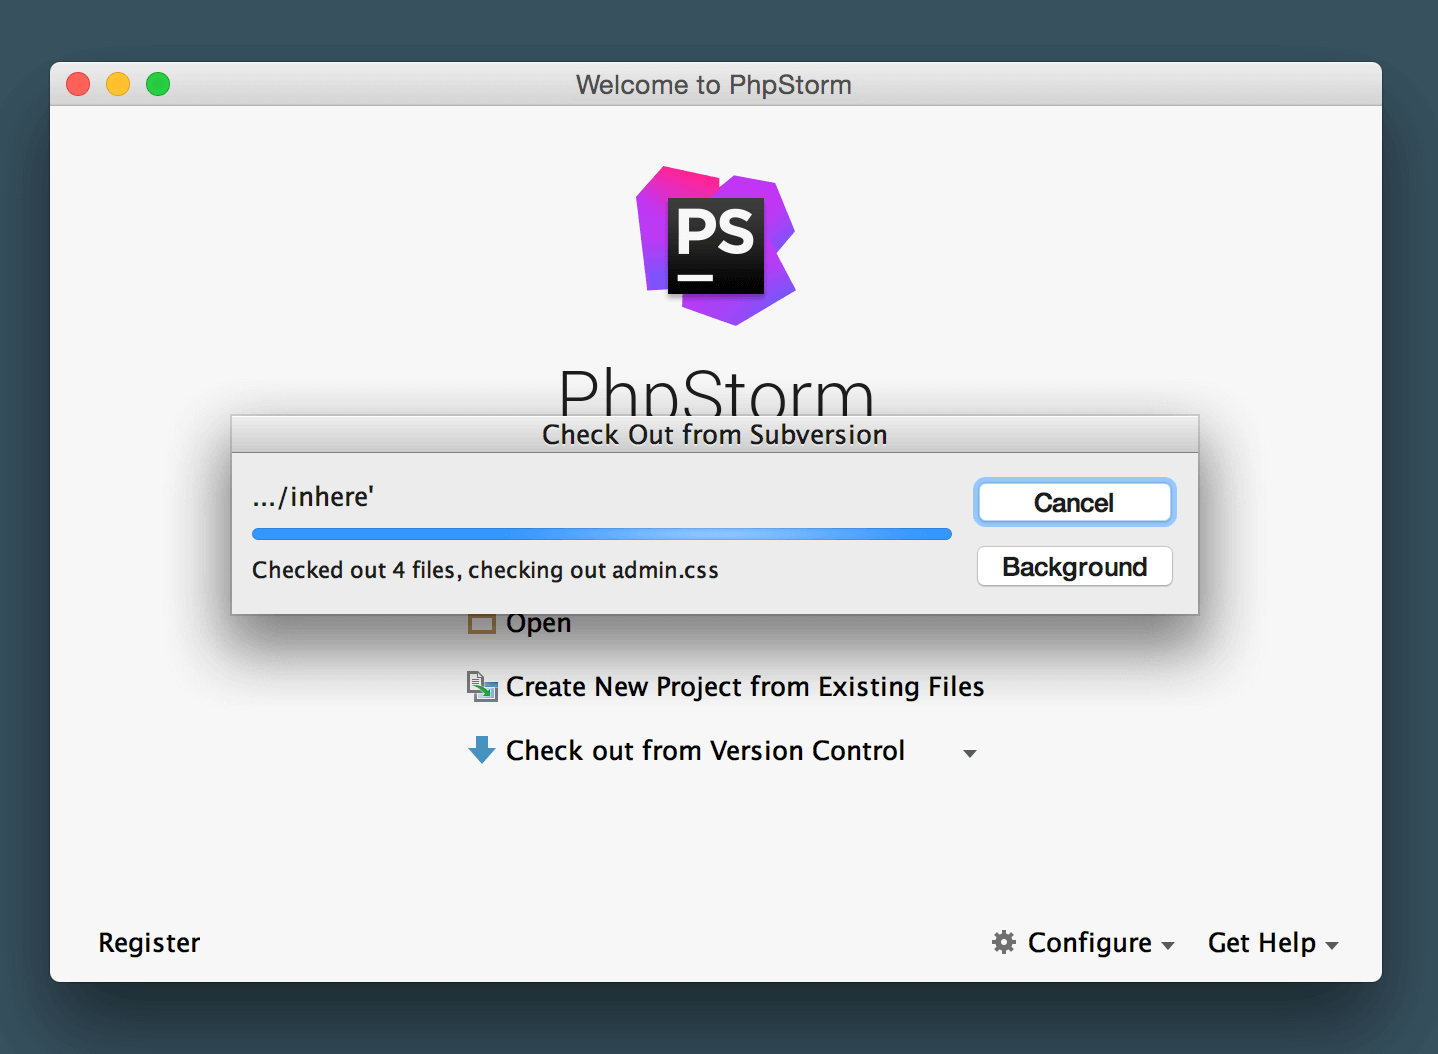 Welcome to PhpStorm
PS
PhpStorm
Check Out from Subversion
.../inhere'
Cancel
Checked out 4 files, checking out admin.css
Background
Open
Create New Project from Existing Files
Check out from Version Control
Register
Configure
Get Help